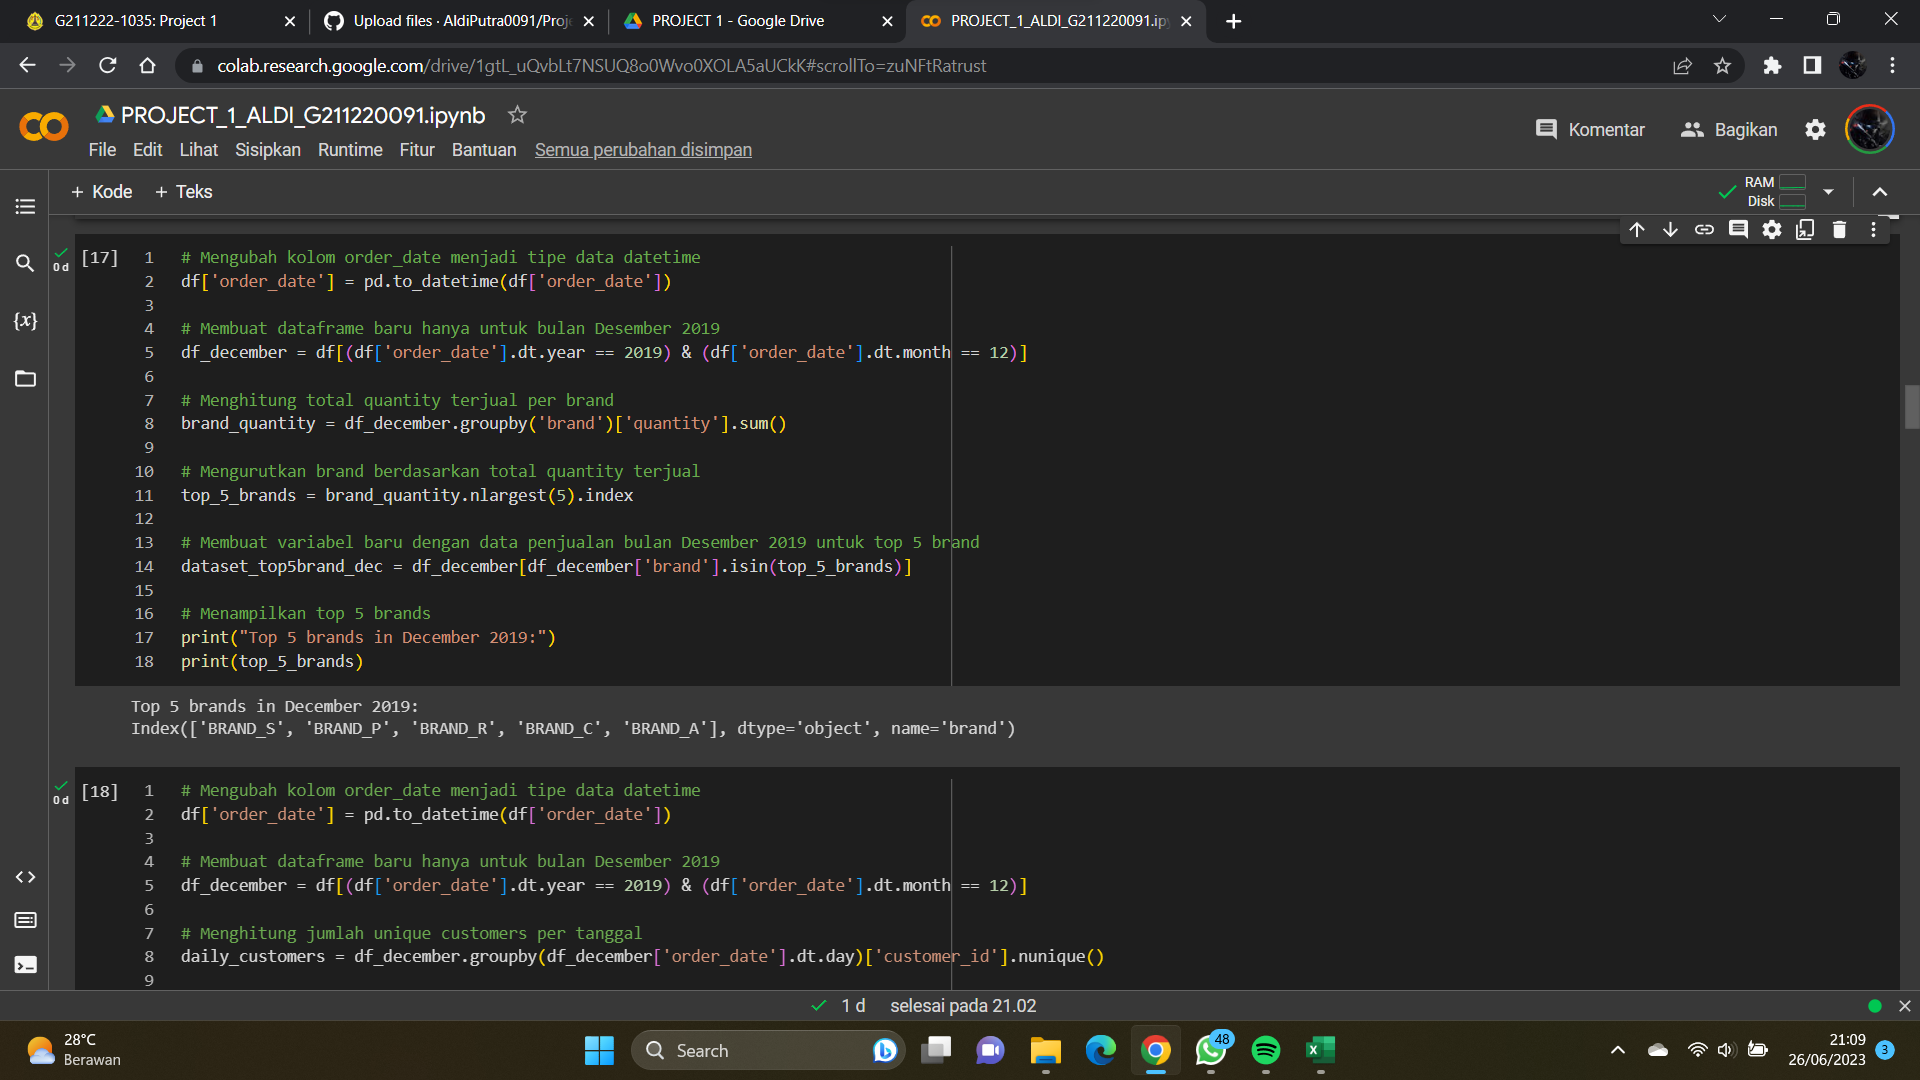 G211222-1035: Project 1
Upload files · AldiPutra0091/Proje
PROJECT 1 - Google Drive
PROJECT_1_ALDI_G211220091.ip
colab.research.google.com/drive/1gtL_uQvbLt7NSUQ8o0Wvo0XOLA5aUCkK#scrollTo=zuNFtRatrust
PROJECT_1_ALDI_G211220091.ipynb
File Edit Lihat Sisipkan Runtime Fitur Bantuan Semua perubahan disimpan
Komentar
Bagikan
+ Kode + Teks
RAM
Disk
[17]
0 d
1 # Mengubah kolom order_date menjadi tipe data datetime
2 df['order_date'] = pd.to_datetime(df['order_date'])
3
4 # Membuat dataframe baru hanya untuk bulan Desember 2019
5 df_december = df[(df['order_date'].dt.year == 2019) & (df['order_date'].dt.month == 12)]
6
7 # Menghitung total quantity terjual per brand
8 brand_quantity = df_december.groupby('brand')['quantity'].sum()
9
10 # Mengurutkan brand berdasarkan total quantity terjual
11 top_5_brands = brand_quantity.nlargest(5).index
12
13 # Membuat variabel baru dengan data penjualan bulan Desember 2019 untuk top 5 brand
14 dataset_top5brand_dec = df_december[df_december['brand'].isin(top_5_brands)]
15
16 # Menampilkan top 5 brands
17 print("Top 5 brands in December 2019:")
18 print(top_5_brands)
Top 5 brands in December 2019:
Index(['BRAND_S', 'BRAND_P', 'BRAND_R', 'BRAND_C', 'BRAND_A'], dtype='object', name='brand')
[18]
0 d
1 # Mengubah kolom order_date menjadi tipe data datetime
2 df['order_date'] = pd.to_datetime(df['order_date'])
3
4 # Membuat dataframe baru hanya untuk bulan Desember 2019
5 df_december = df[(df['order_date'].dt.year == 2019) & (df['order_date'].dt.month == 12)]
6
7 # Menghitung jumlah unique customers per tanggal
8 daily_customers = df_december.groupby(df_december['order_date'].dt.day)['customer_id'].nunique()
9
1 d selesai pada 21.02
28°C
Berawan
Search
48
21:09
26/06/2023
3